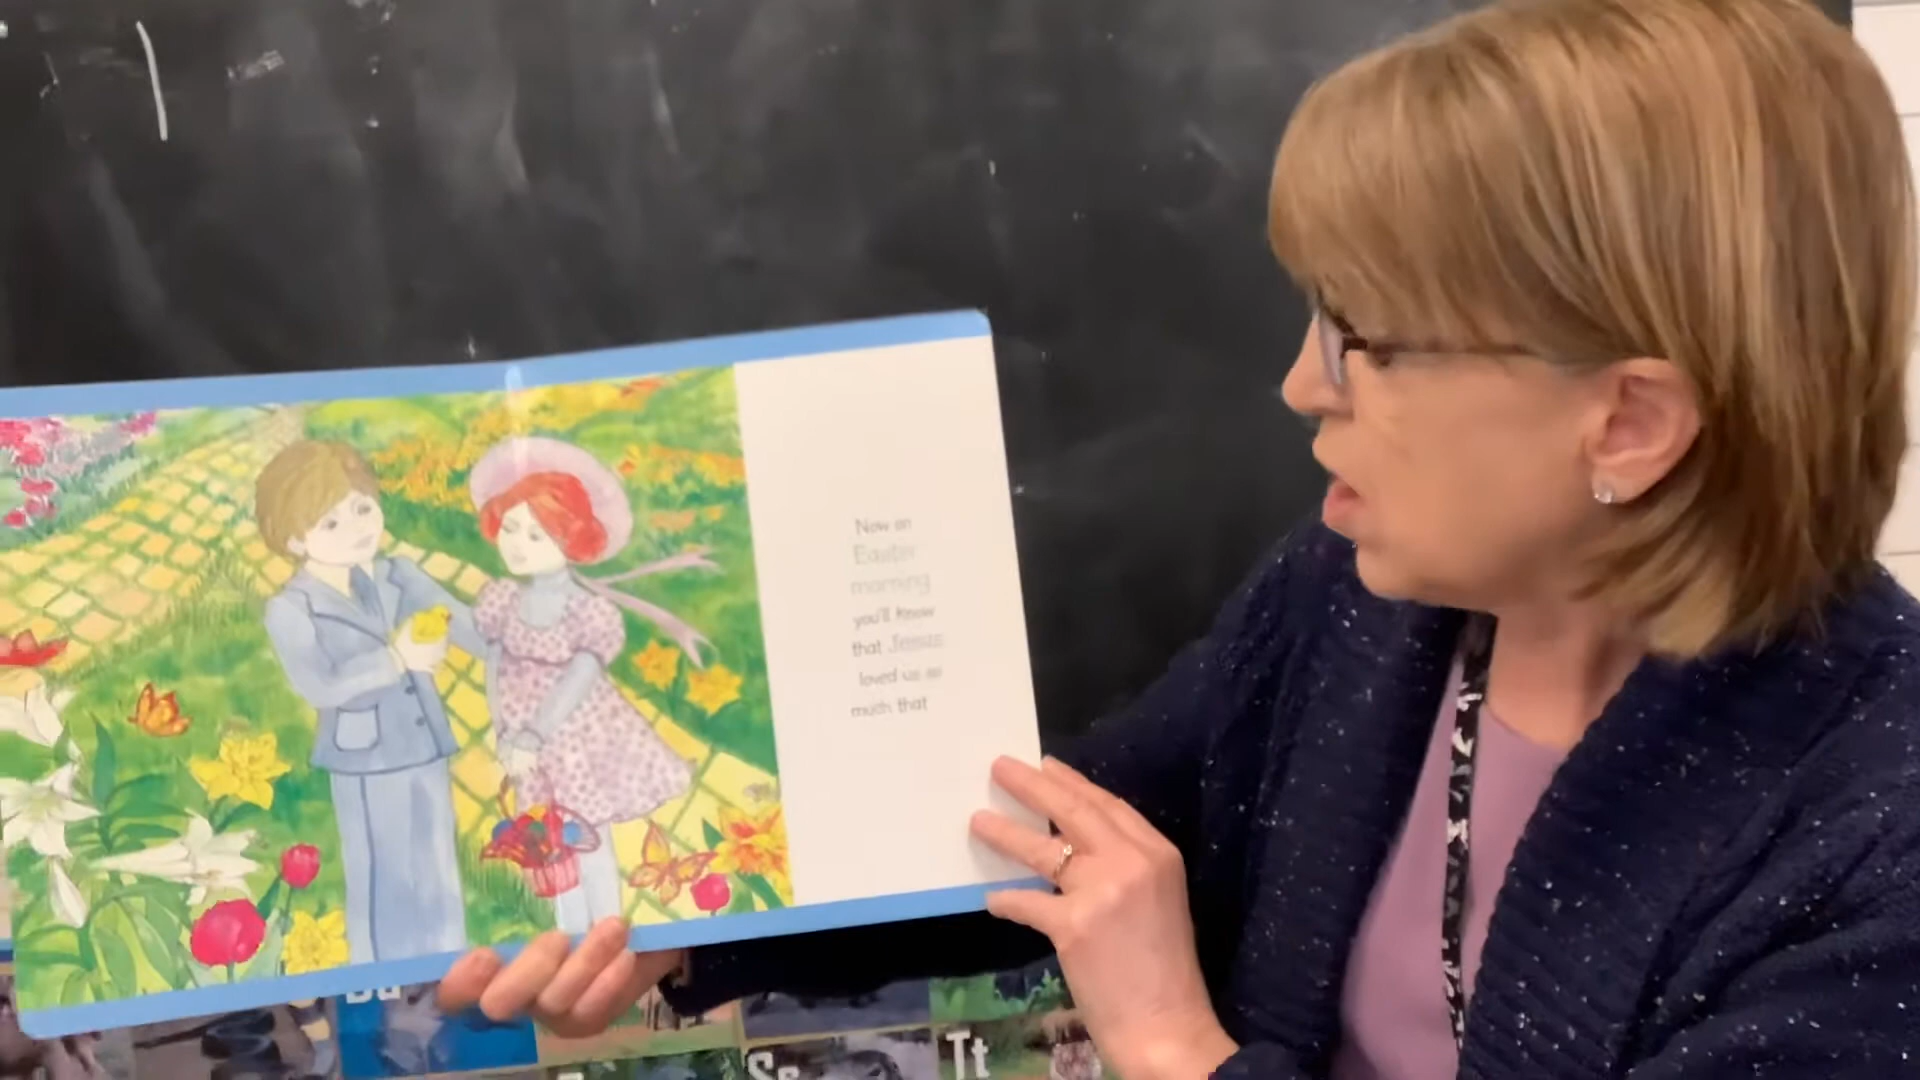 Now on
Easter
morning
you'll know
that Jesus
loved us so
much that
Ss
Tt